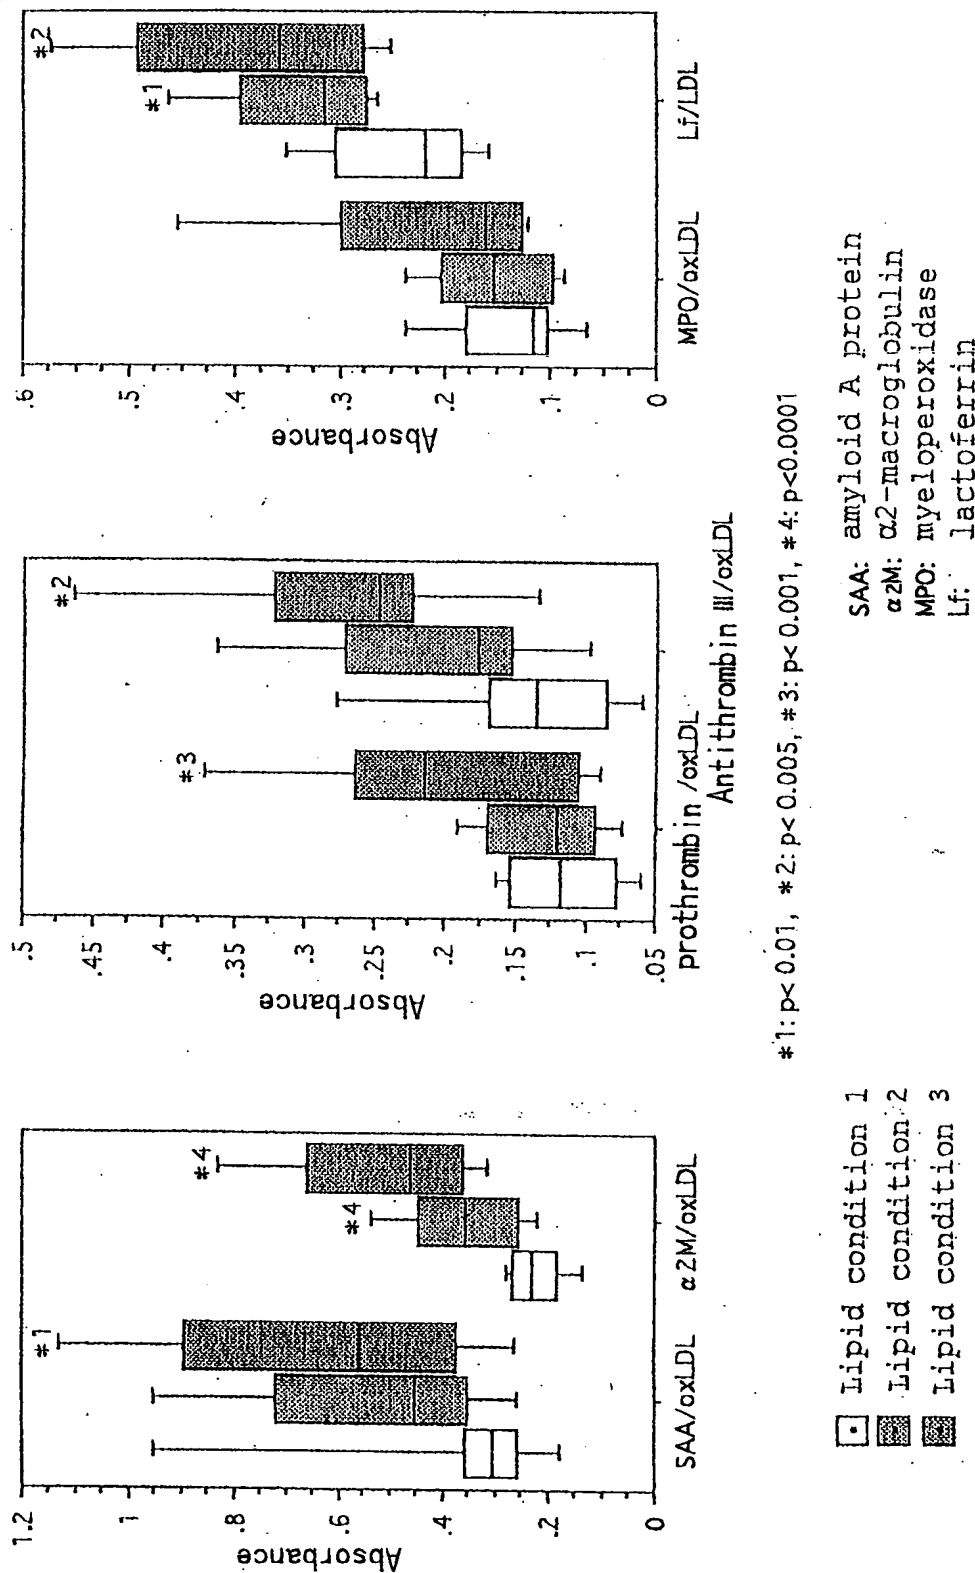 Absorbance
1.2
1
.8
.6
.4
.2
0
SAA/oxLDL
α2M/oxLDL
*1
*4
*4
Absorbance
.5
.45
.4
.35
.3
.25
.2
.15
.1
.05
prothrombin/oxLDL
Antithrombin III/oxLDL
*3
*2
Absorbance
.6
.5
.4
.3
.2
.1
0
MPO/oxLDL
Lf/LDL
*1
*2
*1: p<0.01, *2: p<0.005, *3: p<0.001, *4: p<0.0001
Lipid condition 1
Lipid condition 2
Lipid condition 3
SAA: amyloid A protein
α2M: α2-macroglobulin
MPO: myeloperoxidase
Lf: lactoferrin